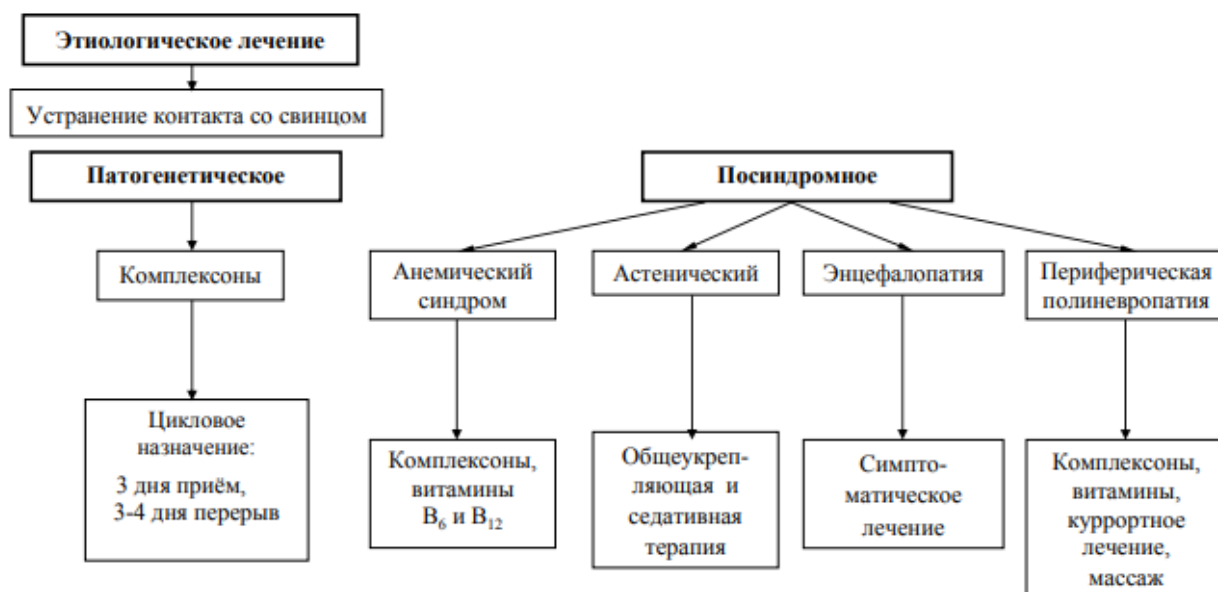 Этиологическое лечение
Устранение контакта со свинцом
Патогенетическое
Посиндромное
Комплексоны
Анемический
синдром
Астенический
Энцефалопатия
Периферическая
полиневропатия
Цикловое
назначение:
3 дня приём,
3-4 дня перерыв
Комплексоны,
витамины
B6 и B12
Общеукреп-
ляющая и
седативная
терапия
Симпто-
матическое
лечение
Комплексоны,
витамины,
куррортное
лечение,
массаж